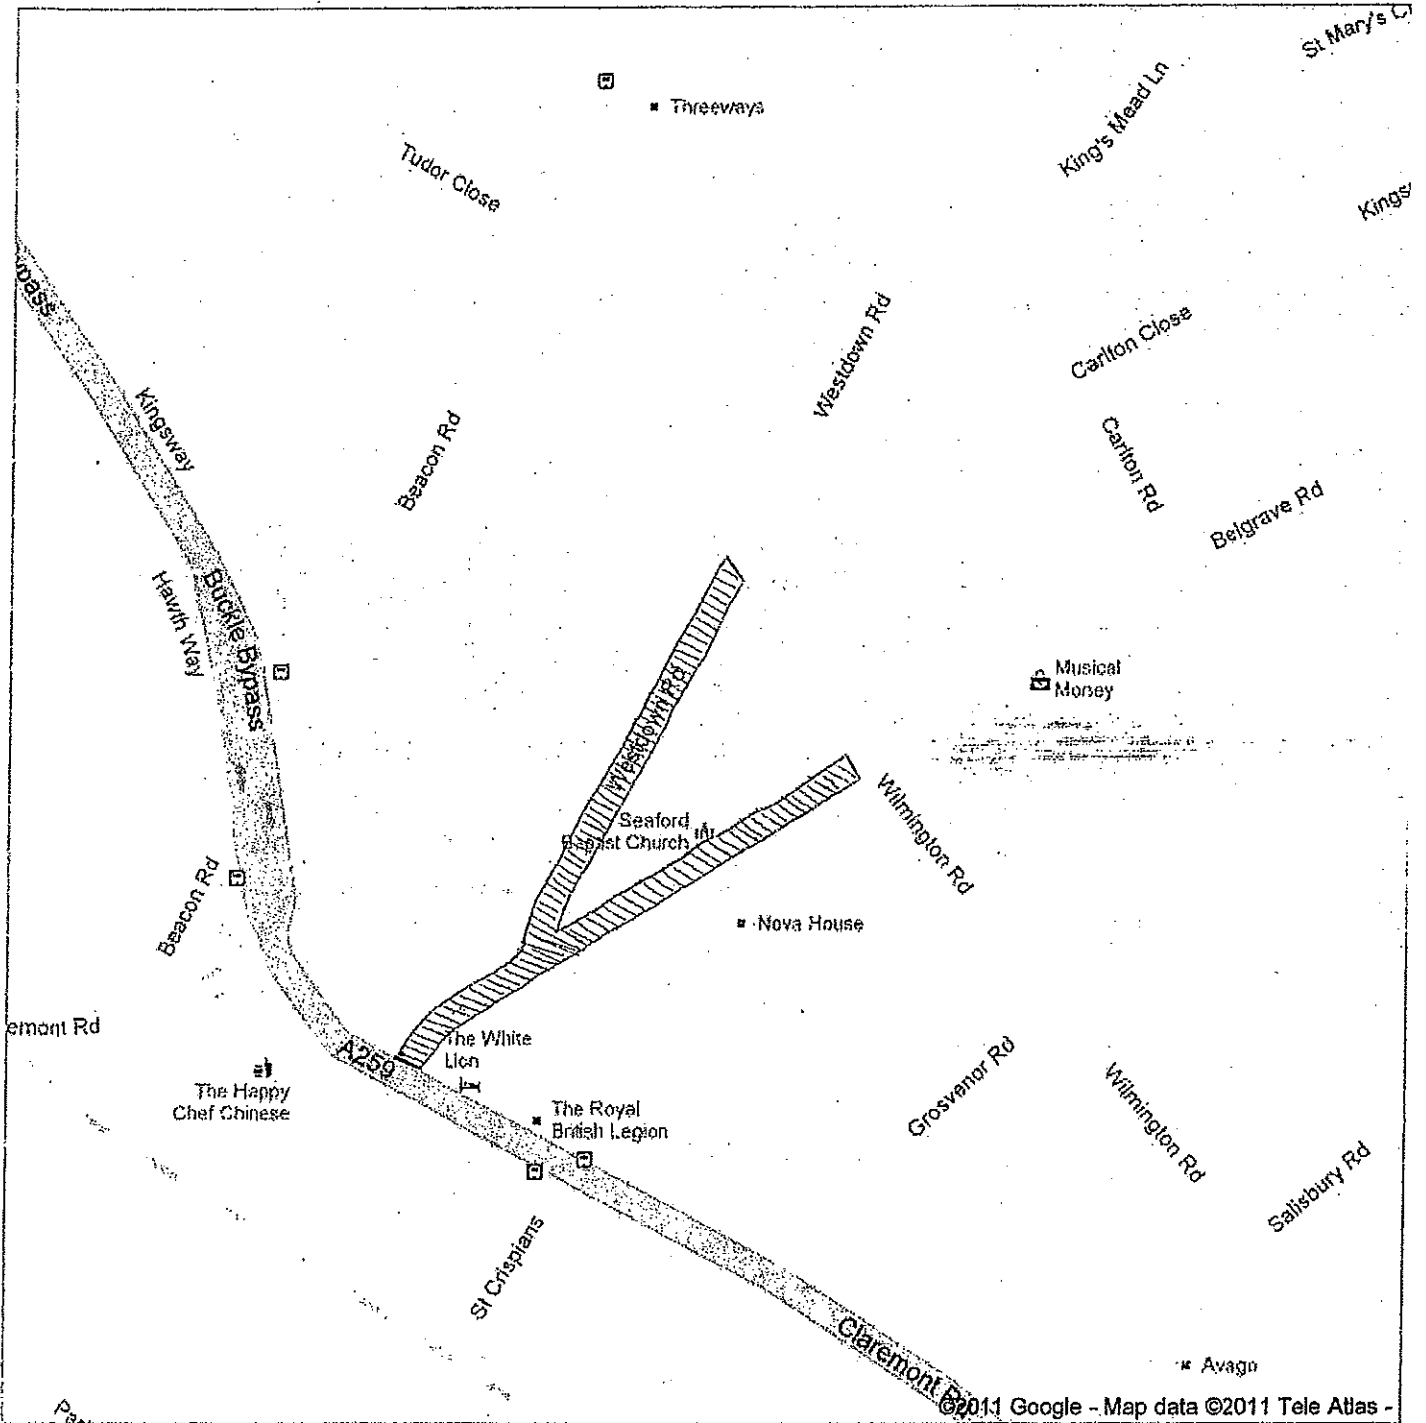 St Mary's
Threeways
King's Mead Ln
Tudor Close
Westdown Rd
Carlton Close
Kingsway
Beacon Rd
Carlton Rd
Belgrave Rd
Hawth Way
Buckle Bypass
Westdown Rd
Musical
Money
Seaford
Baptist Church
Wilmington Rd
Beacon Rd
Nova House
emont Rd
A259
The White
Lion
The Happy
Chef Chinese
The Royal
British Legion
Grosvenor Rd
Wilmington Rd
Salisbury Rd
St Crispians
Claremont
Avago
©2011 Google - Map data ©2011 Tele Atlas -